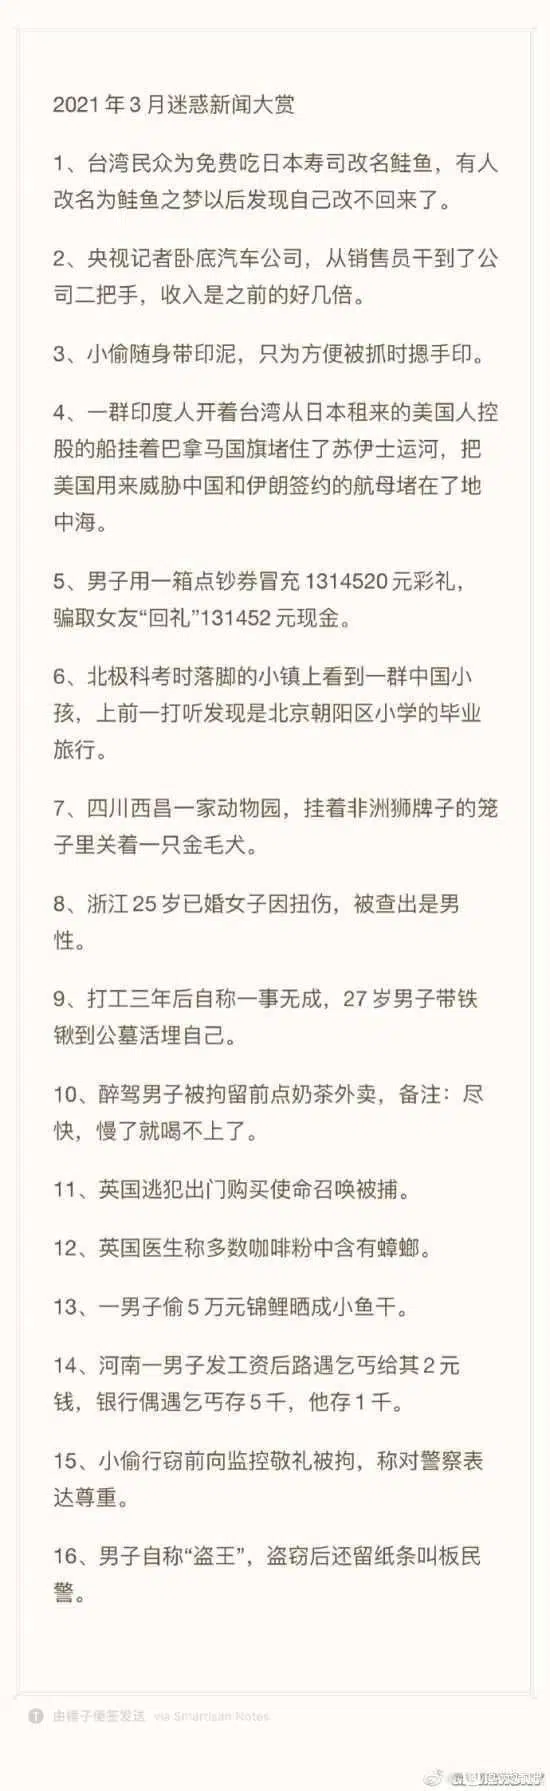 2021年3月迷惑新闻大赏
1、台湾民众为免费吃日本寿司改名鲑鱼，有人
改名为鲑鱼之梦以后发现自己改不回来了。
2、央视记者卧底汽车公司，从销售员干到了公
司二把手，收入是之前的好几倍。
3、小偷随身带印泥，只为方便被抓时摁手印。
4、一群印度人开着台湾从日本租来的美国人控
股的船挂着巴拿马国旗堵住了苏伊士运河，把
美国用来威胁中国和伊朗签约的航母堵在了地
中海。
5、男子用一箱点钞券冒充1314520元彩礼，
骗取女友“回礼”131452元现金。
6、北极科考时落脚的小镇上看到一群中国小
孩，上前一打听发现是北京朝阳区小学的毕业
旅行。
7、四川西昌一家动物园，挂着非洲狮牌子的笼
子里关着一只金毛犬。
8、浙江25岁已婚女子因扭伤，被查出是男
性。
9、打工三年后自称一事无成，27岁男子带铁
锹到公墓活埋自己。
10、醉驾男子被拘留前点奶茶外卖，备注：尽
快，慢了就喝不上了。
11、英国逃犯出门购买使命召唤被捕。
12、英国医生称多数咖啡粉中含有蟑螂。
13、一男子偷5万元锦鲤晒成小鱼干。
14、河南一男子发工资后路遇乞丐给其2元
钱，银行偶遇乞丐存5千，他存1千。
15、小偷行窃前向监控敬礼被拘，称对警察表
达尊重。
16、男子自称“盗王”，盗窃后还留纸条叫板民
警。
由锤子便签发送 via Smartisan Notes